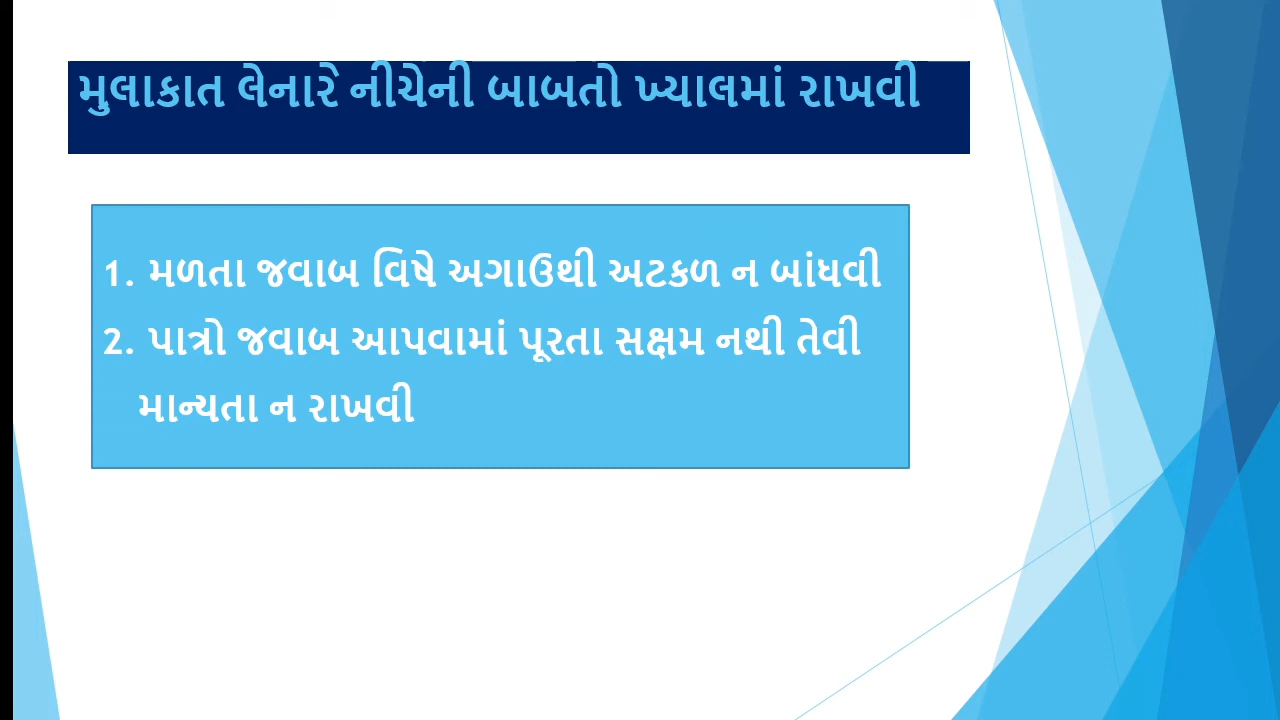 મુલાકાત લેનારે નીચેની બાબતો ખ્યાલમાં રાખવી
1. મળતા જવાબ વિષે અગાઉથી અટકળ ન બાંધવી
2. પાત્રો જવાબ આપવામાં પૂરતા સક્ષમ નથી તેવી
માન્યતા ન રાખવી